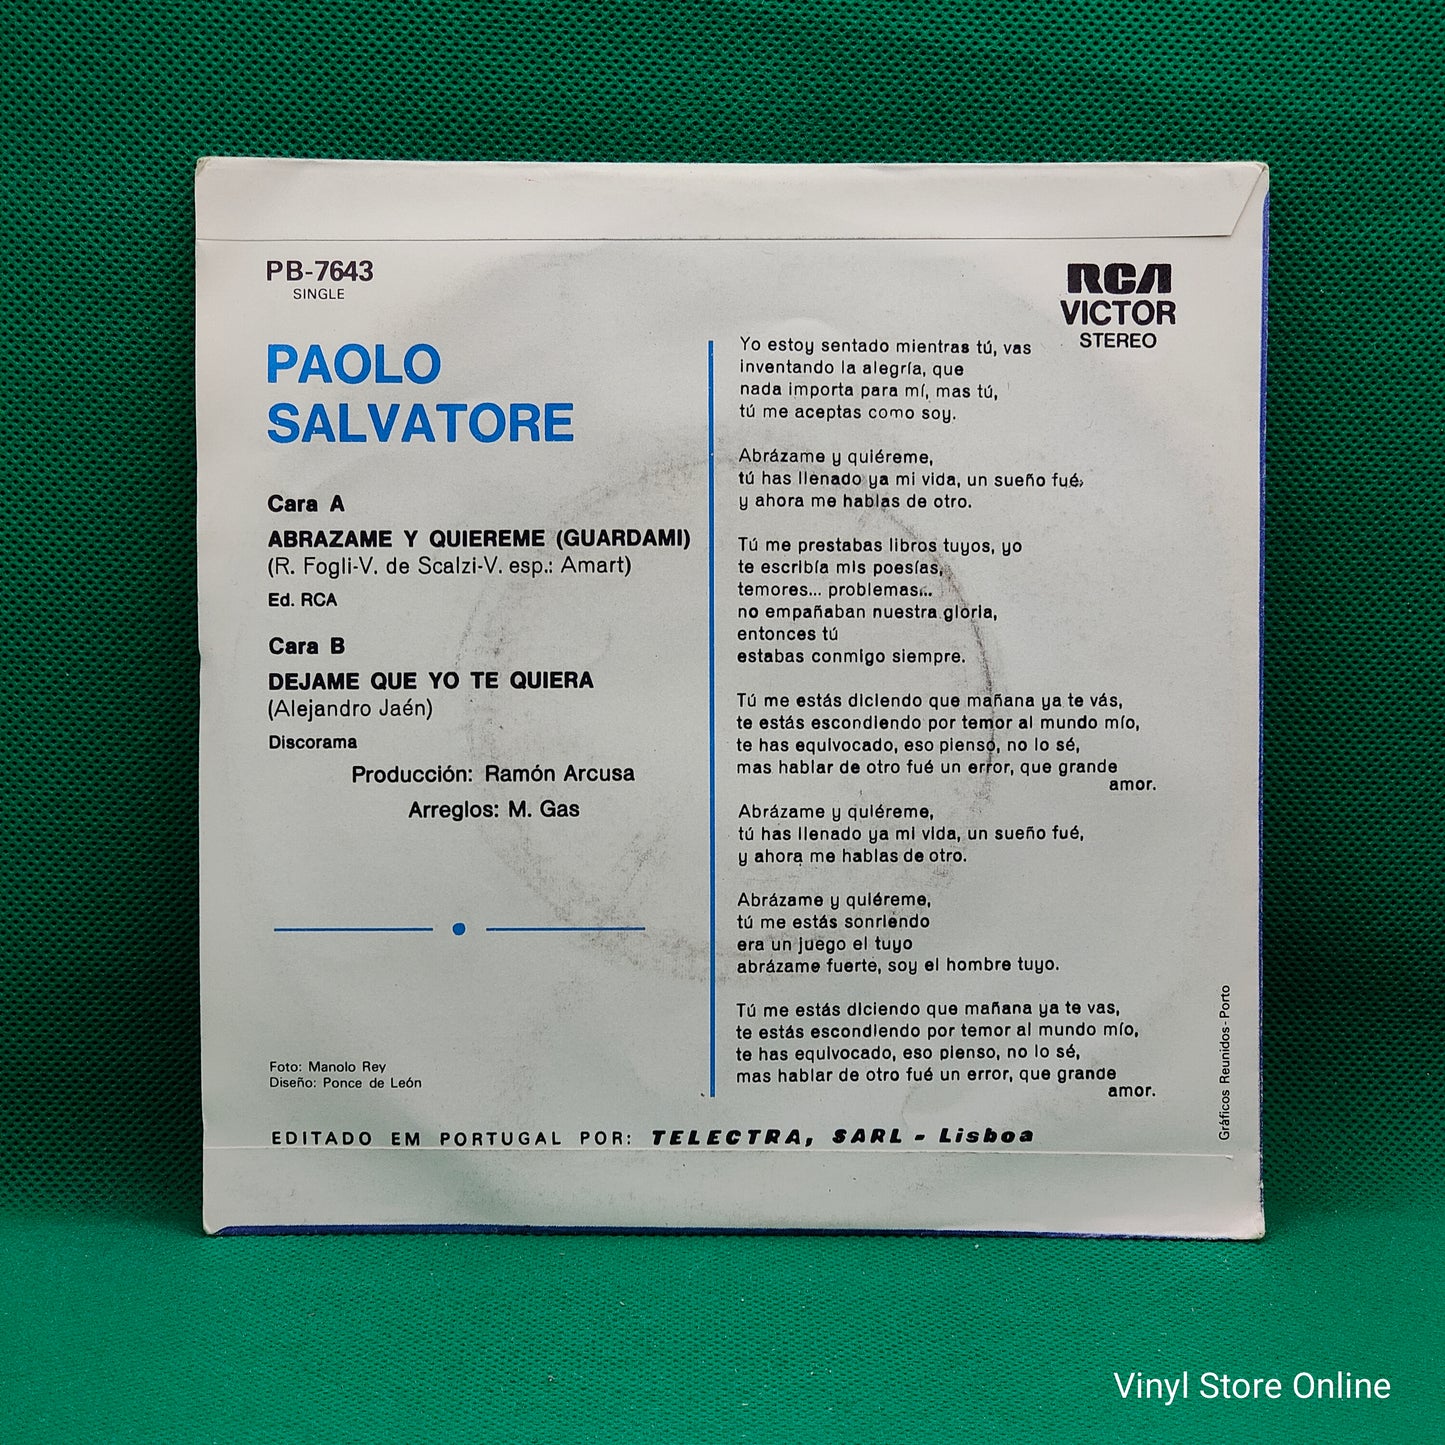 PB-7643
SINGLE
RCA
VICTOR
STEREO
PAOLO
SALVATORE
Cara A
ABRAZAME Y QUIEREME (GUARDAMI)
(R. Fogli-V. de Scalzi-V. esp.: Amart)
Ed. RCA
Cara B
DEJAME QUE YO TE QUIERA
(Alejandro Jaén)
Discorama
Producción: Ramón Arcusa
Arreglos: M. Gas
Foto: Manolo Rey
Diseño: Ponce de León
Yo estoy sentado mientras tú, vas
inventando la alegría, que
nada importa para mí, mas tú,
tú me aceptas como soy.
Abrázame y quiéreme,
tú has llenado ya mi vida, un sueño fué,
y ahora me hablas de otro.
Tú me prestabas libros tuyos, yo
te escribía mis poesías,
temores... problemas...
no empañaban nuestra gloria,
entonces tú
estabas conmigo siempre.
Tú me estás diciendo que mañana ya te vás,
te estás escondiendo por temor al mundo mío,
te has equivocado, eso pienso, no lo sé,
mas hablar de otro fué un error, que grande
amor.
Abrázame y quiéreme,
tú has llenado ya mi vida, un sueño fué,
y ahora me hablas de otro.
Abrázame y quiéreme,
tú me estás sonriendo
era un juego el tuyo
abrázame fuerte, soy el hombre tuyo.
Tú me estás diciendo que mañana ya te vas,
te estás escondiendo por temor al mundo mío,
te has equivocado, eso pienso, no lo sé,
mas hablar de otro fué un error, que grande
amor.
Gráficos Reunidos - Porto
EDITADO EM PORTUGAL POR: TELECTRA, SARL - Lisboa
Vinyl Store Online